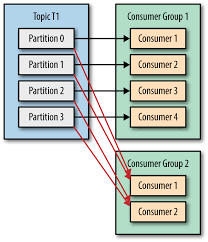 Topic T1
Partition 0
Partition 1
Partition 2
Partition 3
Consumer Group 1
Consumer 1
Consumer 2
Consumer 3
Consumer 4
Consumer Group 2
Consumer 1
Consumer 2